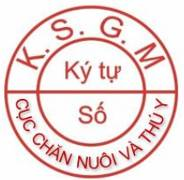 K. S. G. M
Ký tự
Số
CỤC CHĂN NUÔI VÀ THÚ Y